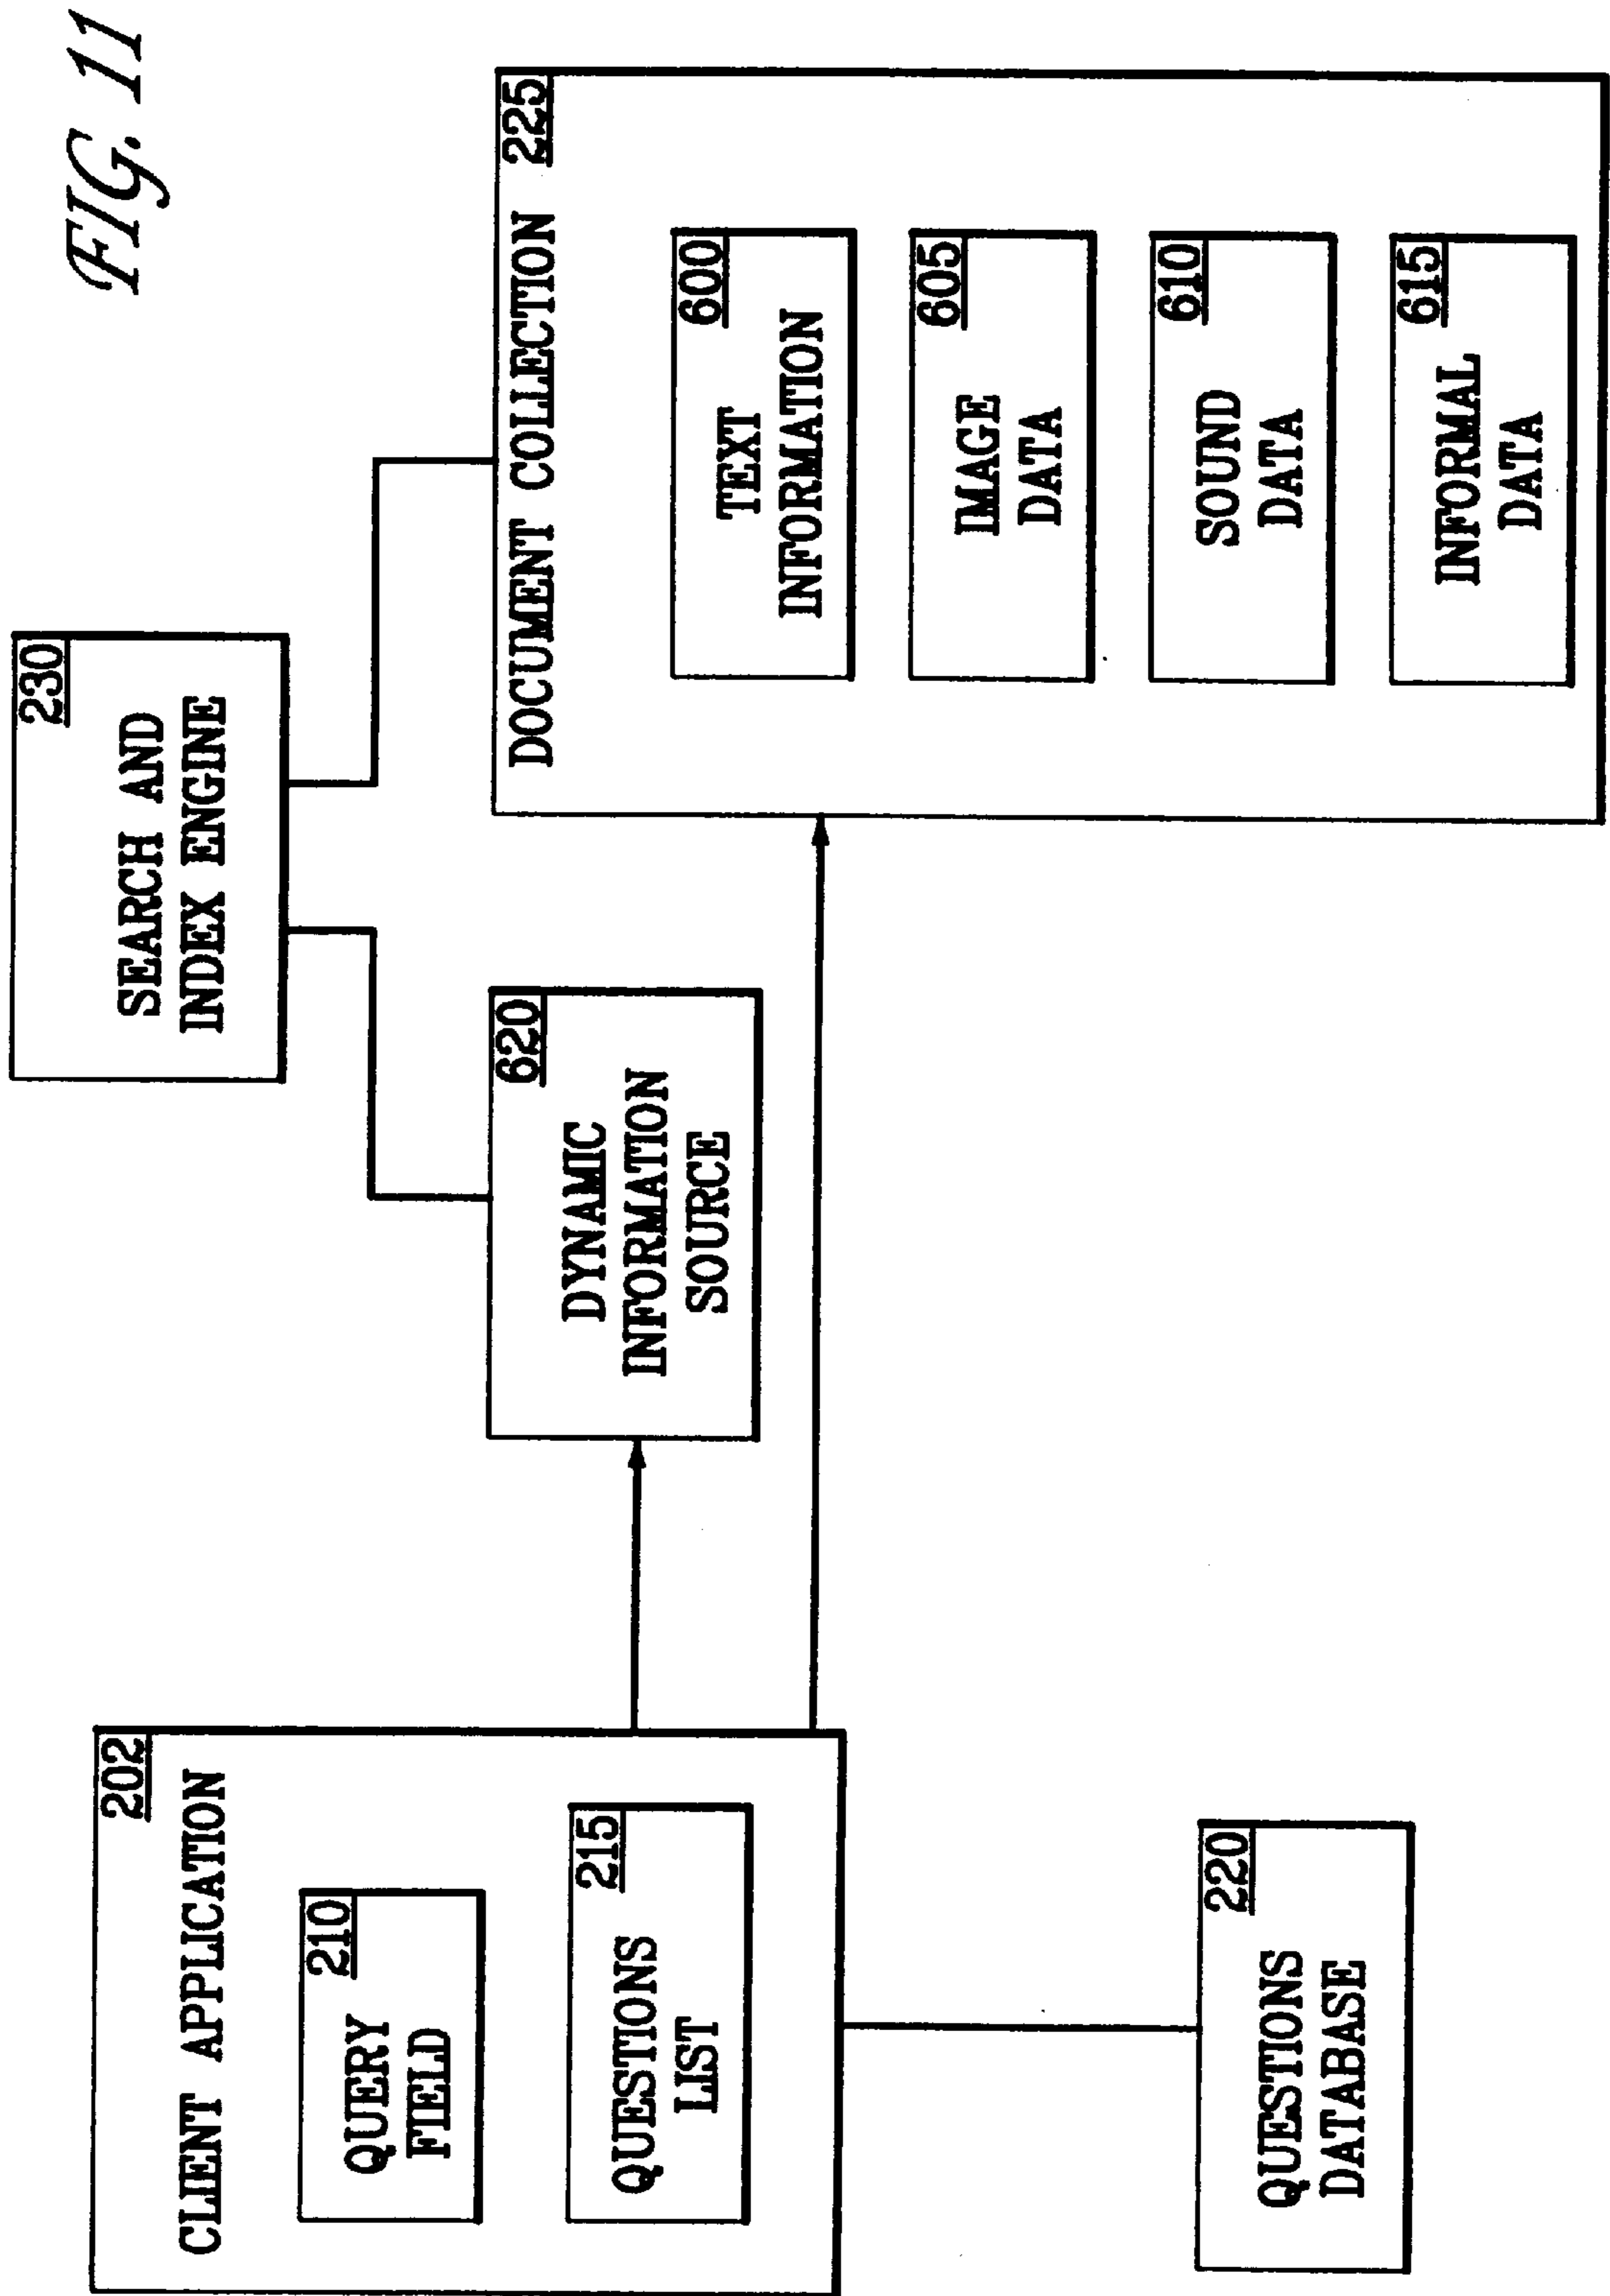 FIG. 11
230
SEARCH AND
INDEX ENGINE
202
CLIENT APPLICATION
210
QUERY
FIELD
215
QUESTIONS
LIST
220
QUESTIONS
DATABASE
620
DYNAMIC
INFORMATION
SOURCE
DOCUMENT COLLECTION 225
600
TEXT
INFORMATION
605
IMAGE
DATA
610
SOUND
DATA
615
INFORMAL
DATA